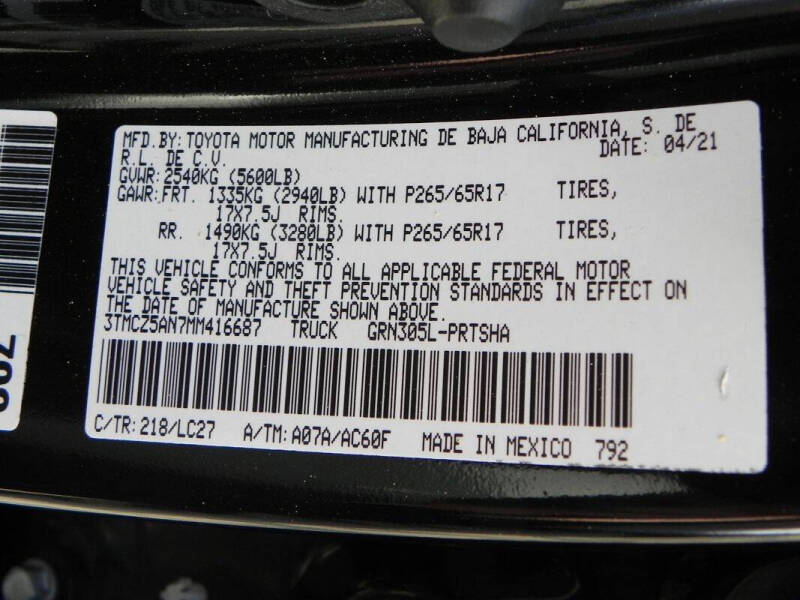 MFD.BY: TOYOTA MOTOR MANUFACTURING DE BAJA CALIFORNIA, S. DE
R.L. DE C.V. DATE: 04/21
GVWR: 2540KG (5600LB)
GAWR: FRT. 1335KG (2940LB) WITH P265/65R17 TIRES,
17X7.5J RIMS.
RR. 1490KG (3280LB) WITH P265/65R17 TIRES,
17X7.5J RIMS.
THIS VEHICLE CONFORMS TO ALL APPLICABLE FEDERAL MOTOR
VEHICLE SAFETY AND THEFT PREVENTION STANDARDS IN EFFECT ON
THE DATE OF MANUFACTURE SHOWN ABOVE.
3TMCZ5AN7MM416687 TRUCK GRN305L-PRTSHA
C/TR: 218/LC27 A/TM: A07A/AC60F MADE IN MEXICO 792